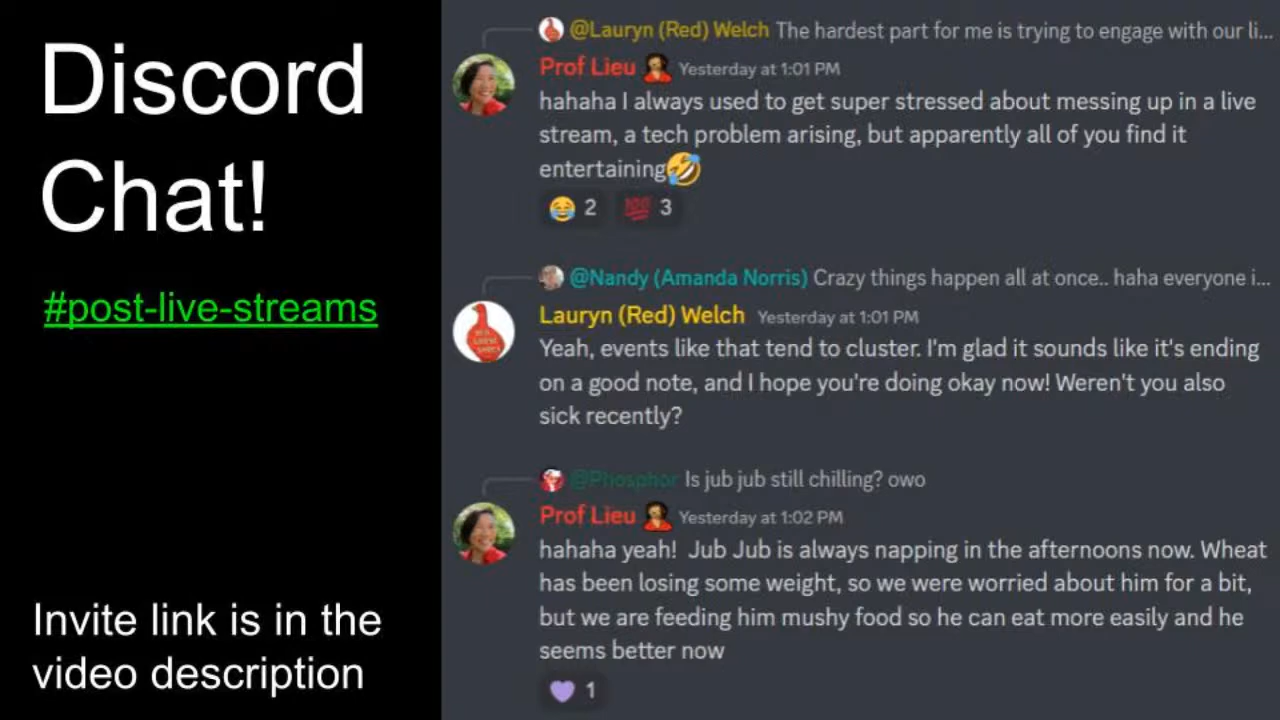 Discord
Chat!
#post-live-streams
Invite link is in the
video description
@Lauryn (Red) Welch The hardest part for me is trying to engage with our li...
Prof Lieu Yesterday at 1:01 PM
hahaha I always used to get super stressed about messing up in a live
stream, a tech problem arising, but apparently all of you find it
entertaining🤣
😂 2 💯 3
@Nandy (Amanda Norris) Crazy things happen all at once.. haha everyone i...
Lauryn (Red) Welch Yesterday at 1:01 PM
Yeah, events like that tend to cluster. I'm glad it sounds like it's ending
on a good note, and I hope you're doing okay now! Weren't you also
sick recently?
@Phosphor Is jub jub still chilling? owo
Prof Lieu Yesterday at 1:02 PM
hahaha yeah! Jub Jub is always napping in the afternoons now. Wheat
has been losing some weight, so we were worried about him for a bit,
but we are feeding him mushy food so he can eat more easily and he
seems better now
💜 1